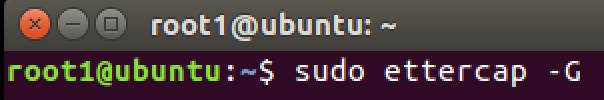 root1@ubuntu: ~
root1@ubuntu:~$ sudo ettercap -G